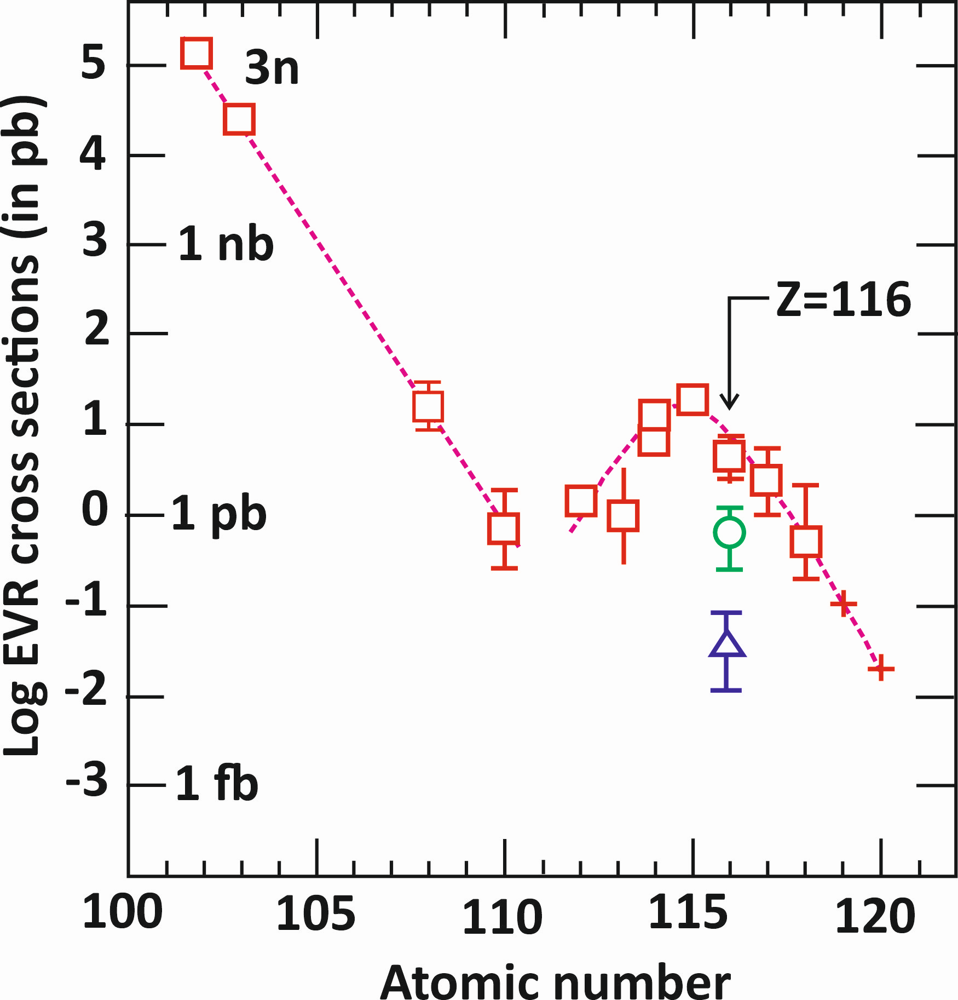 Log EVR cross sections (in pb)
5
4
3
2
1
0
-1
-2
-3
3n
1 nb
Z=116
1 pb
1 fb
100
105
110
115
120
Atomic number